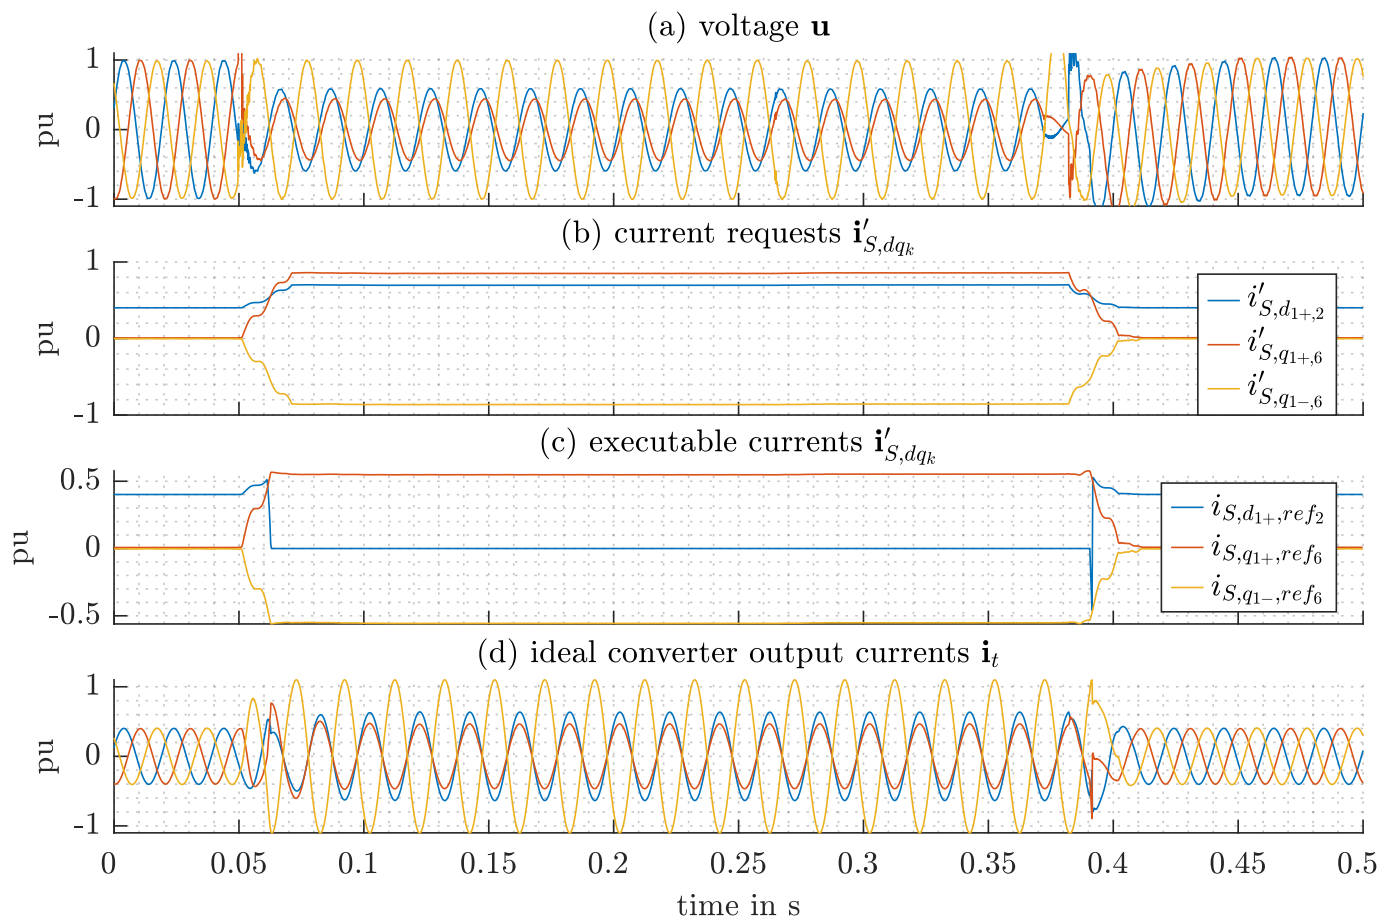 (a) voltage u
1
0
-1
pu
(b) current requests i′S,dqk
1
0
-1
pu
i′S,d1+,2
i′S,q1+,6
i′S,q1−,6
(c) executable currents i′S,dqk
0.5
0
-0.5
pu
iS,d1+,ref2
iS,q1+,ref6
iS,q1−,ref6
(d) ideal converter output currents it
1
0
-1
pu
0 0.05 0.1 0.15 0.2 0.25 0.3 0.35 0.4 0.45 0.5
time in s